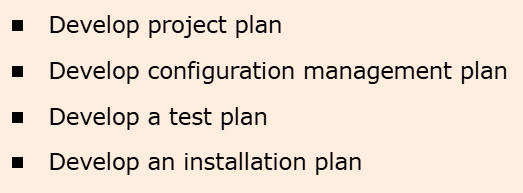 ■ Develop project plan
■ Develop configuration management plan
■ Develop a test plan
■ Develop an installation plan